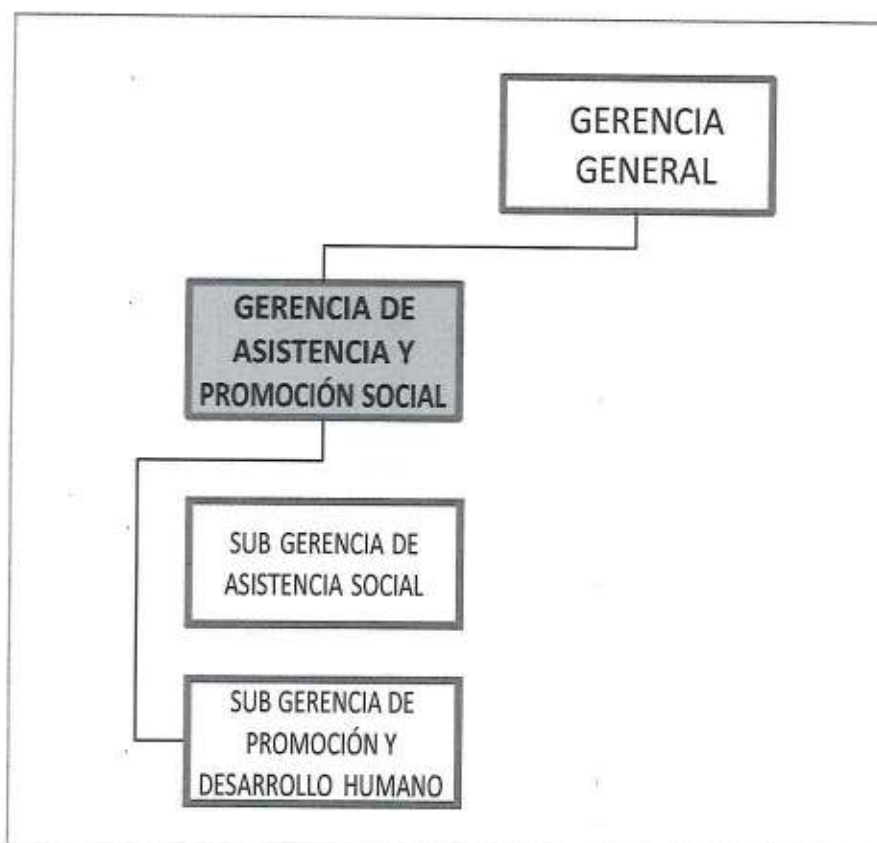 GERENCIA
GENERAL
GERENCIA DE
ASISTENCIA Y
PROMOCIÓN SOCIAL
SUB GERENCIA DE
ASISTENCIA SOCIAL
SUB GERENCIA DE
PROMOCIÓN Y
DESARROLLO HUMANO